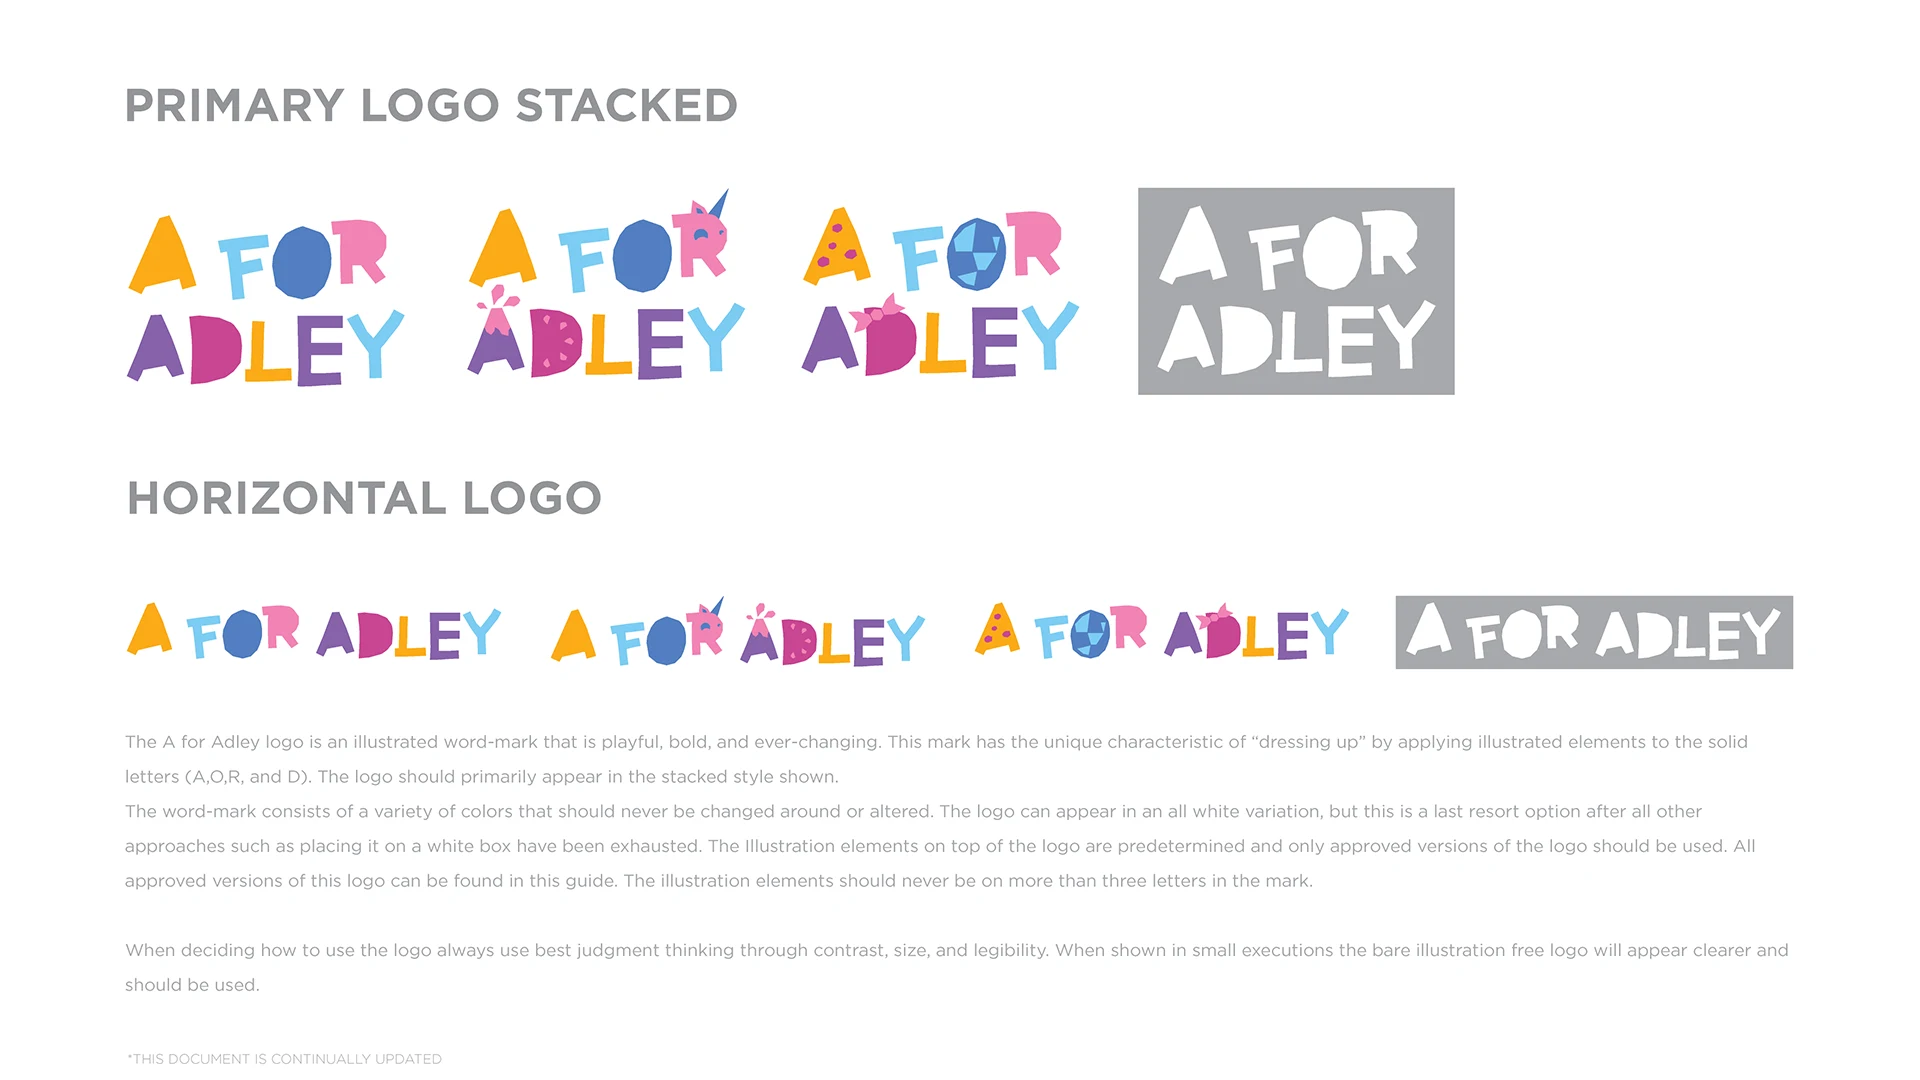 PRIMARY LOGO STACKED
A FOR A FOR A FOR A FOR
ADLEY ADLEY ADLEY ADLEY
HORIZONTAL LOGO
A FOR ADLEY A FOR ADLEY A FOR ADLEY A FOR ADLEY
The A for Adley logo is an illustrated word-mark that is playful, bold, and ever-changing. This mark has the unique characteristic of “dressing up” by applying illustrated elements to the solid
letters (A,O,R, and D). The logo should primarily appear in the stacked style shown.
The word-mark consists of a variety of colors that should never be changed around or altered. The logo can appear in an all white variation, but this is a last resort option after all other
approaches such as placing it on a white box have been exhausted. The Illustration elements on top of the logo are predetermined and only approved versions of the logo should be used. All
approved versions of this logo can be found in this guide. The illustration elements should never be on more than three letters in the mark.
When deciding how to use the logo always use best judgment thinking through contrast, size, and legibility. When shown in small executions the bare illustration free logo will appear clearer and
should be used.
*THIS DOCUMENT IS CONTINUALLY UPDATED